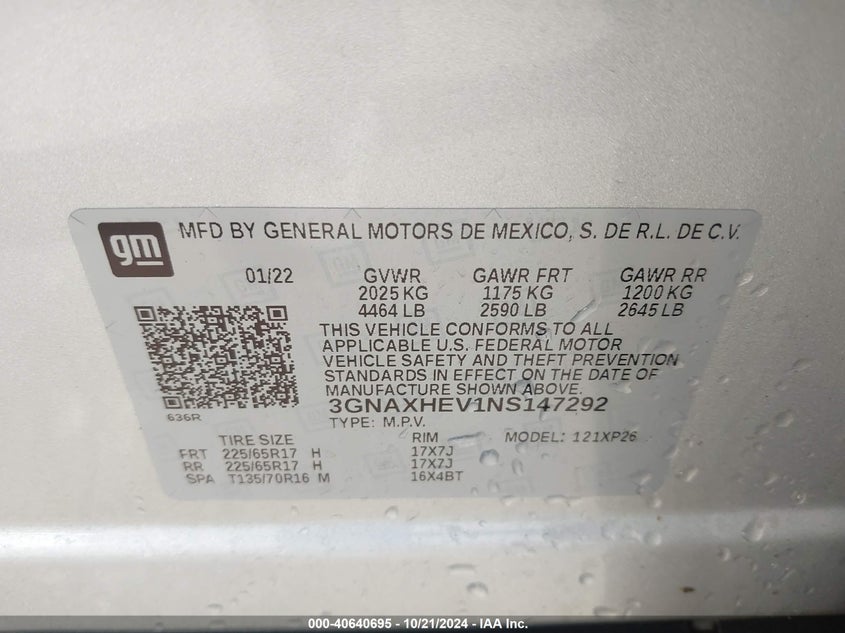 gm
MFD BY GENERAL MOTORS DE MEXICO, S. DE R.L. DE C.V.
01/22 GVWR GAWR FRT GAWR RR
2025 KG 1175 KG 1200 KG
4464 LB 2590 LB 2645 LB
THIS VEHICLE CONFORMS TO ALL
APPLICABLE U.S. FEDERAL MOTOR
VEHICLE SAFETY AND THEFT PREVENTION
STANDARDS IN EFFECT ON THE DATE OF
MANUFACTURE SHOWN ABOVE.
3GNAXHEV1NS147292
636R
TYPE: M.P.V.
TIRE SIZE RIM MODEL: 121XP26
FRT 225/65R17 H 17X7J
RR 225/65R17 H 17X7J
SPA T135/70R16 M 16X4BT
000-40640695 - 10/21/2024 - IAA Inc.